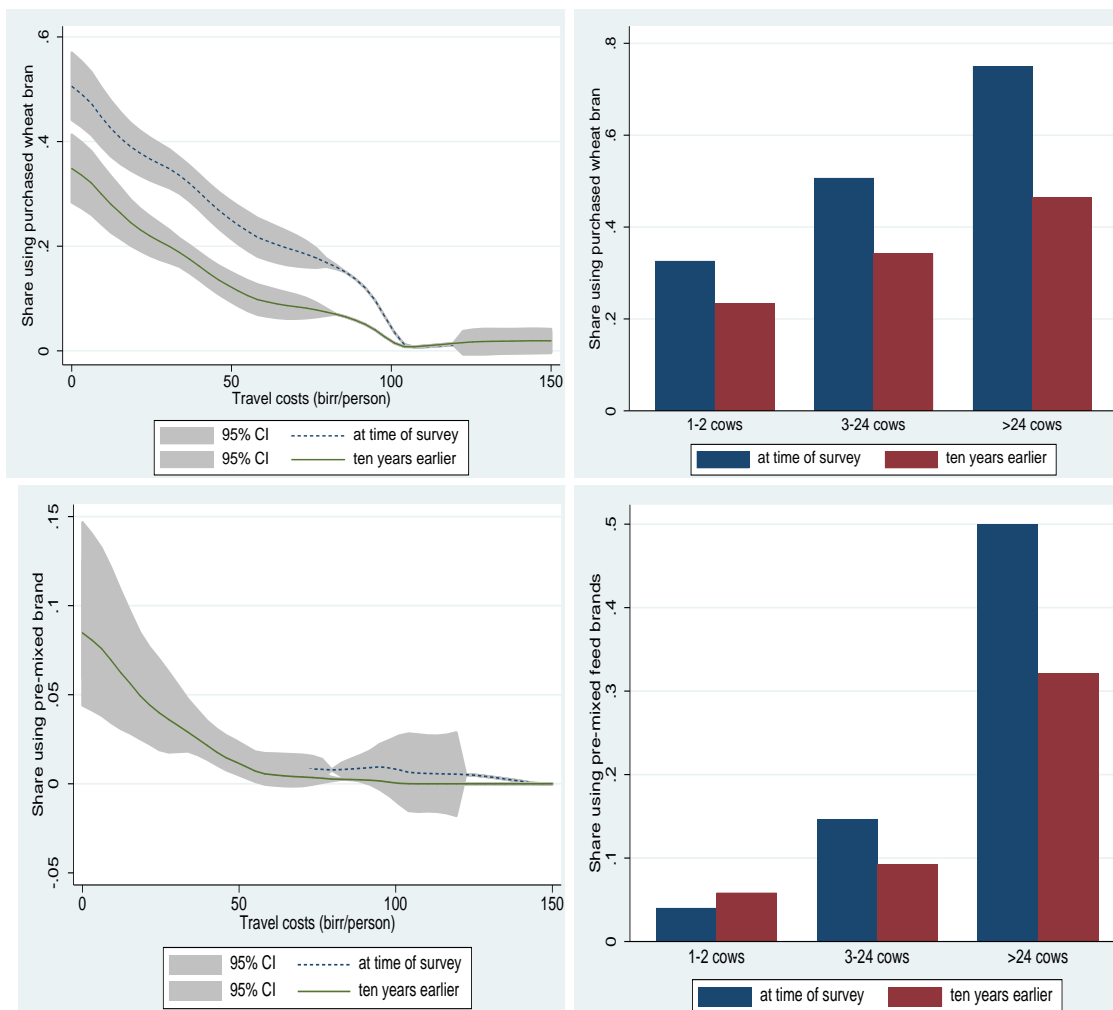 Share using purchased wheat bran
.6
.4
.2
0
0 50 100 150
Travel costs (birr/person)
95% CI at time of survey
95% CI ten years earlier
Share using purchased wheat bran
.8
.6
.4
.2
0
1-2 cows 3-24 cows >24 cows
at time of survey ten years earlier
Share using pre-mixed brand
.15
.1
.05
0
-.05
0 50 100 150
Travel costs (birr/person)
95% CI at time of survey
95% CI ten years earlier
Share using pre-mixed feed brands
.5
.4
.3
.2
.1
0
1-2 cows 3-24 cows >24 cows
at time of survey ten years earlier